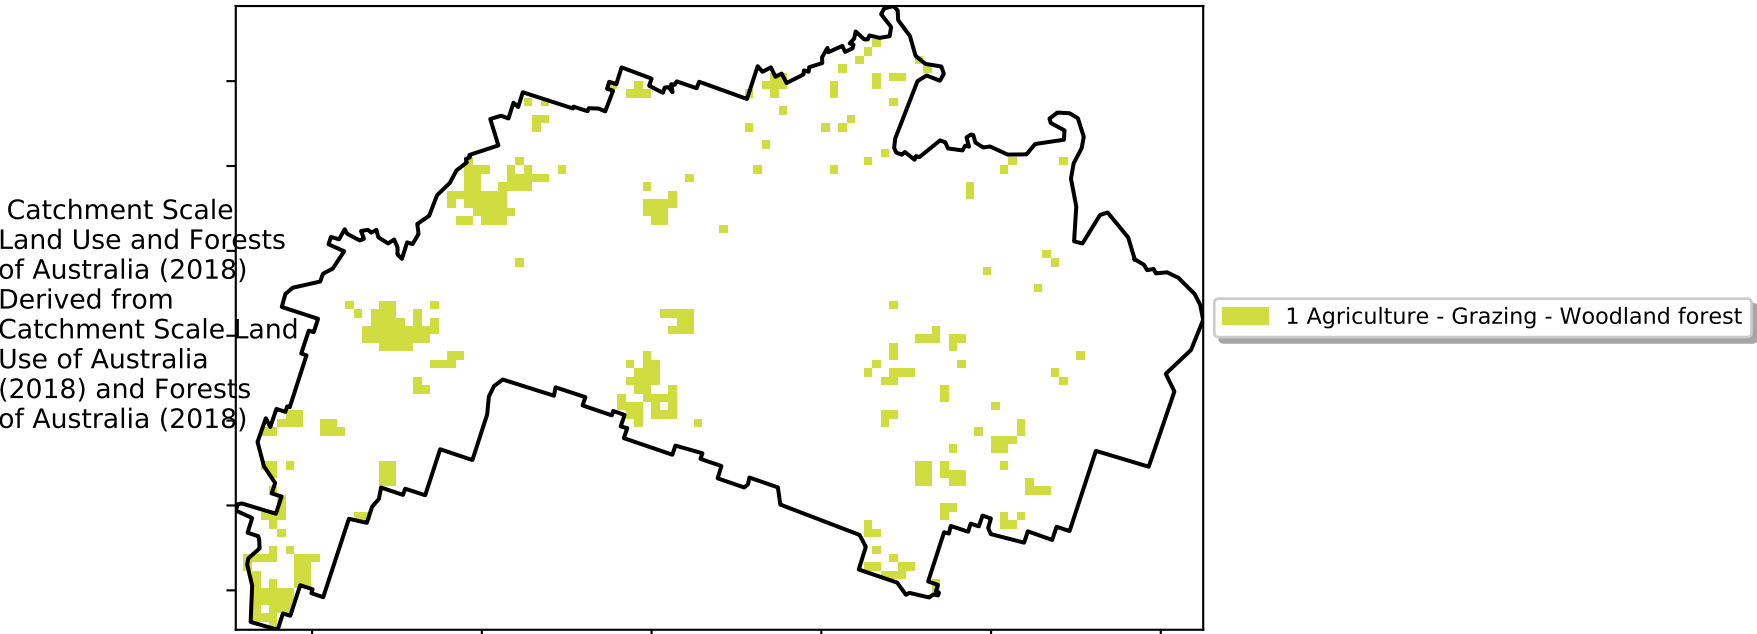 Catchment Scale
Land Use and Forests
of Australia (2018)
Derived from
Catchment Scale Land
Use of Australia
(2018) and Forests
of Australia (2018)
1 Agriculture - Grazing - Woodland forest